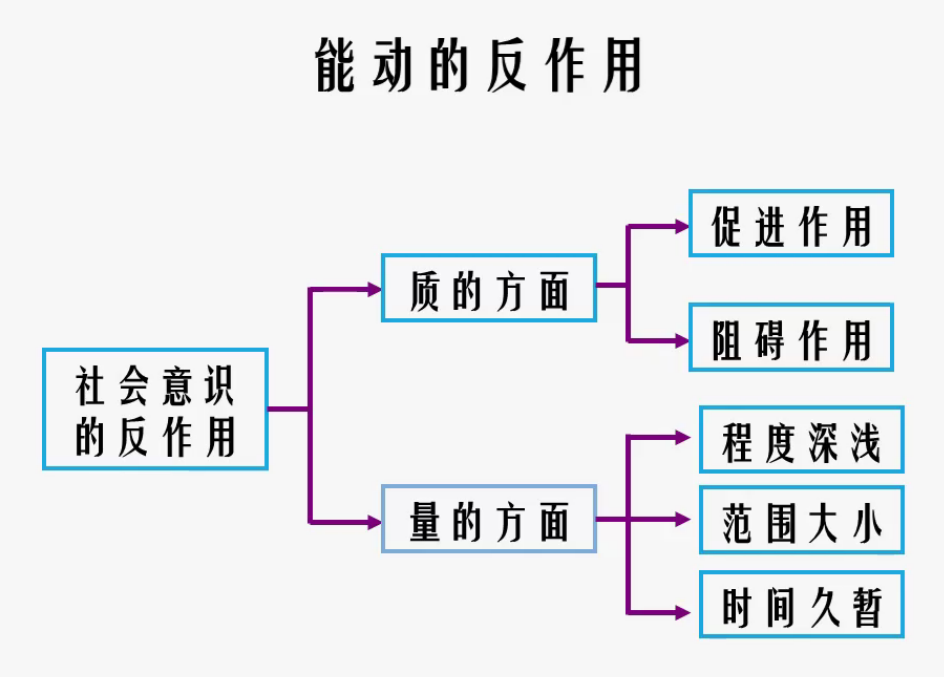 能动的反作用
社会意识
的反作用
质的方面
促进作用
阻碍作用
量的方面
程度深浅
范围大小
时间久暂